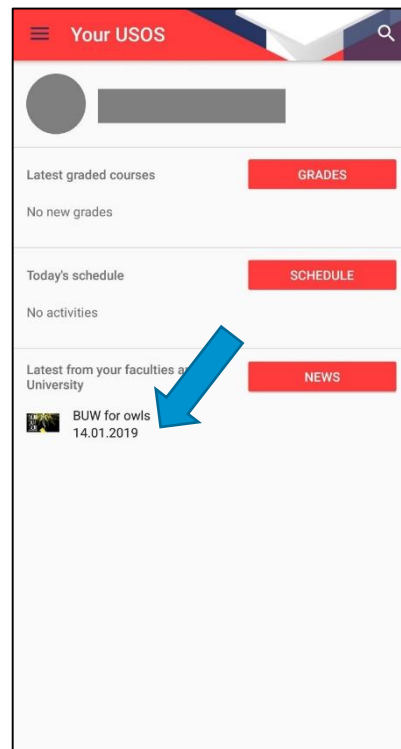 Your USOS
Latest graded courses
GRADES
No new grades
Today's schedule
SCHEDULE
No activities
Latest from your faculties
University
NEWS
BUW for owls
14.01.2019